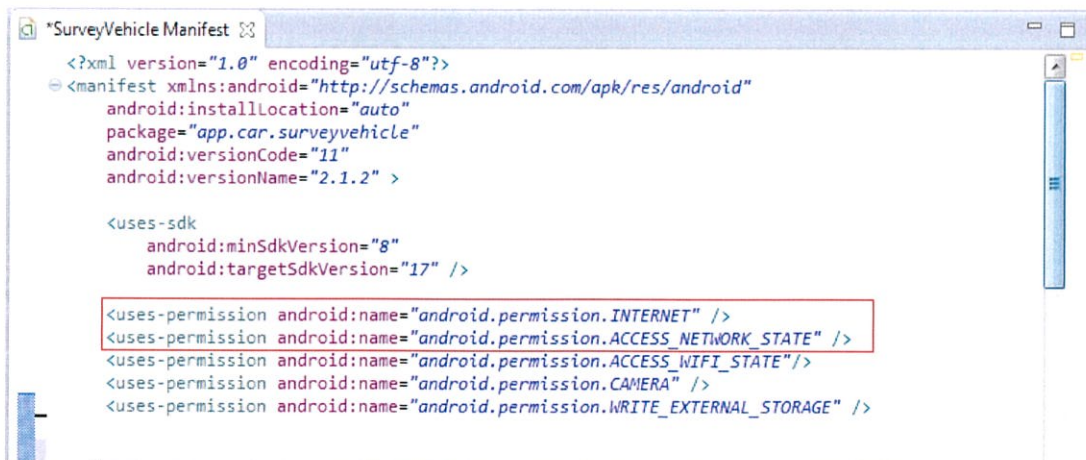 *SurveyVehicle Manifest
<?xml version="1.0" encoding="utf-8"?>
<manifest xmlns:android="http://schemas.android.com/apk/res/android"
android:installLocation="auto"
package="app.car.surveyvehicle"
android:versionCode="11"
android:versionName="2.1.2" >
<uses-sdk
android:minSdkVersion="8"
android:targetSdkVersion="17" />
<uses-permission android:name="android.permission.INTERNET" />
<uses-permission android:name="android.permission.ACCESS_NETWORK_STATE" />
<uses-permission android:name="android.permission.ACCESS_WIFI_STATE"/>
<uses-permission android:name="android.permission.CAMERA" />
<uses-permission android:name="android.permission.WRITE_EXTERNAL_STORAGE" />